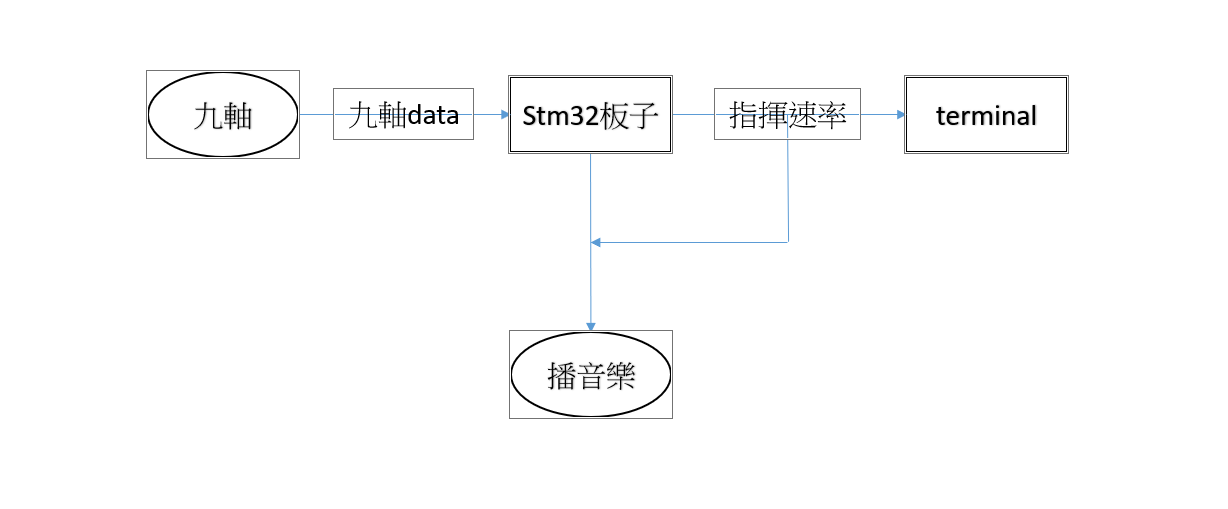 九軸
九軸data
Stm32板子
指揮速率
terminal
播音樂